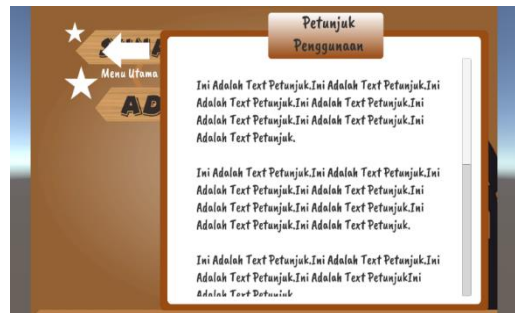 Petunjuk
Penggunaan
Menu Utama
AD
Ini Adalah Text Petunjuk.Ini Adalah Text Petunjuk.Ini
Adalah Text Petunjuk.Ini Adalah Text Petunjuk.Ini
Adalah Text Petunjuk.Ini Adalah Text Petunjuk.Ini
Adalah Text Petunjuk.
Ini Adalah Text Petunjuk.Ini Adalah Text Petunjuk.Ini
Adalah Text Petunjuk.Ini Adalah Text Petunjuk.Ini
Adalah Text Petunjuk.Ini Adalah Text Petunjuk.Ini
Adalah Text Petunjuk.Ini Adalah Text Petunjuk.
Ini Adalah Text Petunjuk.Ini Adalah Text Petunjuk.Ini
Adalah Text Petunjuk.Ini Adalah Text PetunjukIni
Adalah Text Petunjuk